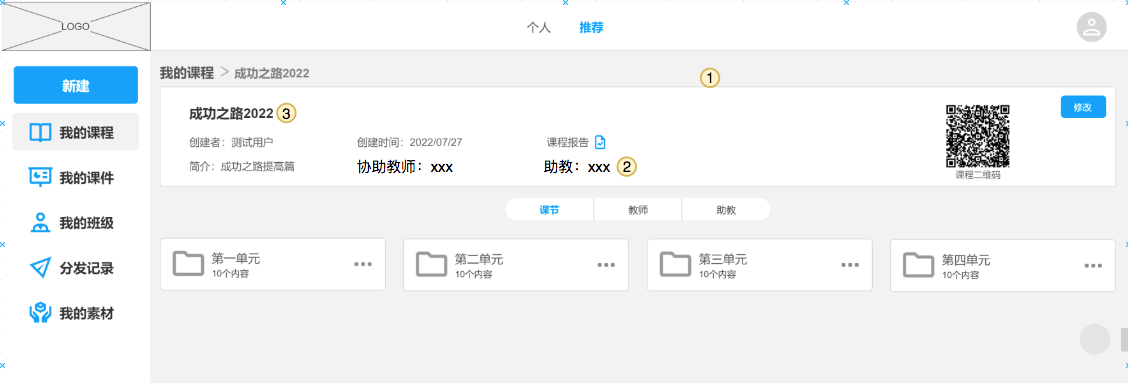 LOGO
个人 推荐
新建
我的课程
我的课件
我的班级
分发记录
我的素材
我的课程 > 成功之路2022
1
成功之路2022 3
修改
创建者：测试用户 创建时间：2022/07/27 课程报告
简介：成功之路提高篇 协助教师：xxx 助教：xxx 2
课程二维码
课节 教师 助教
第一单元
10个内容
第二单元
10个内容
第三单元
10个内容
第四单元
10个内容